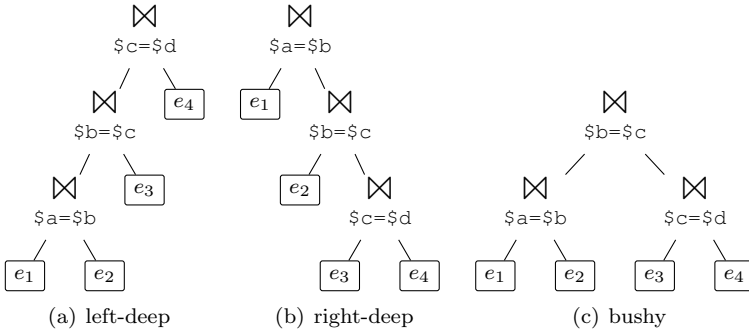 ⋈ ⋈
$c=$d $a=$b
⋈ e4 e1 ⋈ ⋈
$b=$c $b=$c $b=$c
⋈ e3 e2 ⋈ ⋈ ⋈
$a=$b $c=$d $a=$b $c=$d
e1 e2 e3 e4 e1 e2 e3 e4
(a) left-deep (b) right-deep (c) bushy